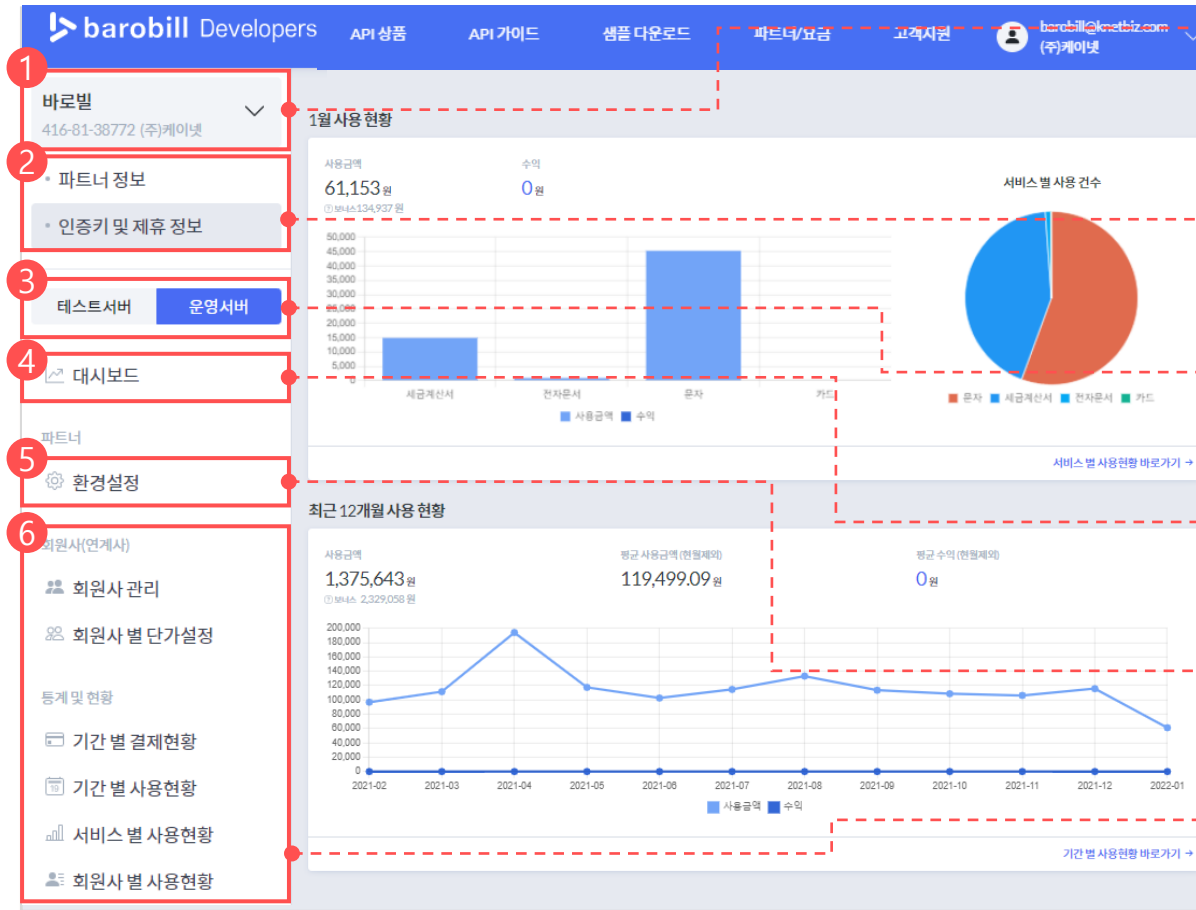 barobill Developers
API 상품
API 가이드
샘플 다운로드
파트너/요금
고객지원
barobill@knetbiz.com
(주)케이넷
1
바로빌
416-81-38772 (주)케이넷
2
• 파트너 정보
• 인증키 및 제휴 정보
3
테스트서버
운영서버
4
대시보드
파트너
5
환경설정
6
회원사(연계사)
회원사 관리
회원사 별 단가설정
통계 및 현황
기간 별 결제현황
19
기간 별 사용현황
서비스 별 사용현황
회원사 별 사용현황
1월 사용 현황
사용금액
수익
61,153 원
0 원
? 보너스 134,937 원
50,000
45,000
40,000
35,000
30,000
25,000
20,000
15,000
10,000
5,000
0
세금계산서
전자문서
문자
카드
사용금액
수익
서비스 별 사용 건수
문자
세금계산서
전자문서
카드
서비스 별 사용현황 바로가기 →
최근 12개월 사용 현황
사용금액
평균 사용금액 (현월제외)
평균 수익 (현월제외)
1,375,643 원
119,499.09 원
0 원
? 보너스 2,329,058 원
200,000
180,000
160,000
140,000
120,000
100,000
80,000
60,000
40,000
20,000
0
2021-02
2021-03
2021-04
2021-05
2021-06
2021-07
2021-08
2021-09
2021-10
2021-11
2021-12
2022-01
사용금액
수익
기간 별 사용현황 바로가기 →